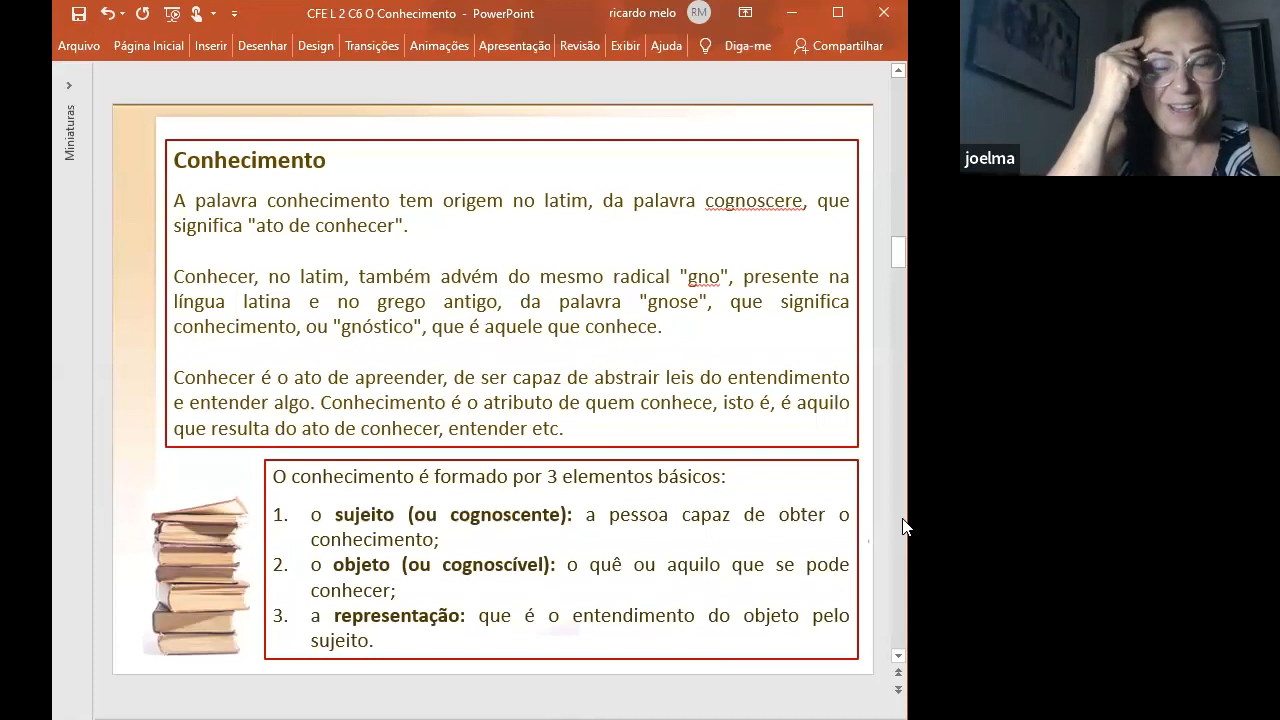 CFE L 2 C6 O Conhecimento - PowerPoint
ricardo melo
RM
Arquivo
Página Inicial
Inserir
Desenhar
Design
Transições
Animações
Apresentação
Revisão
Exibir
Ajuda
Diga-me
Compartilhar
Miniaturas
joelma
Conhecimento
A palavra conhecimento tem origem no latim, da palavra cognoscere, que
significa "ato de conhecer".
Conhecer, no latim, também advém do mesmo radical "gno", presente na
língua latina e no grego antigo, da palavra "gnose", que significa
conhecimento, ou "gnóstico", que é aquele que conhece.
Conhecer é o ato de apreender, de ser capaz de abstrair leis do entendimento
e entender algo. Conhecimento é o atributo de quem conhece, isto é, é aquilo
que resulta do ato de conhecer, entender etc.
O conhecimento é formado por 3 elementos básicos:
1. o sujeito (ou cognoscente): a pessoa capaz de obter o
conhecimento;
2. o objeto (ou cognoscível): o quê ou aquilo que se pode
conhecer;
3. a representação: que é o entendimento do objeto pelo
sujeito.